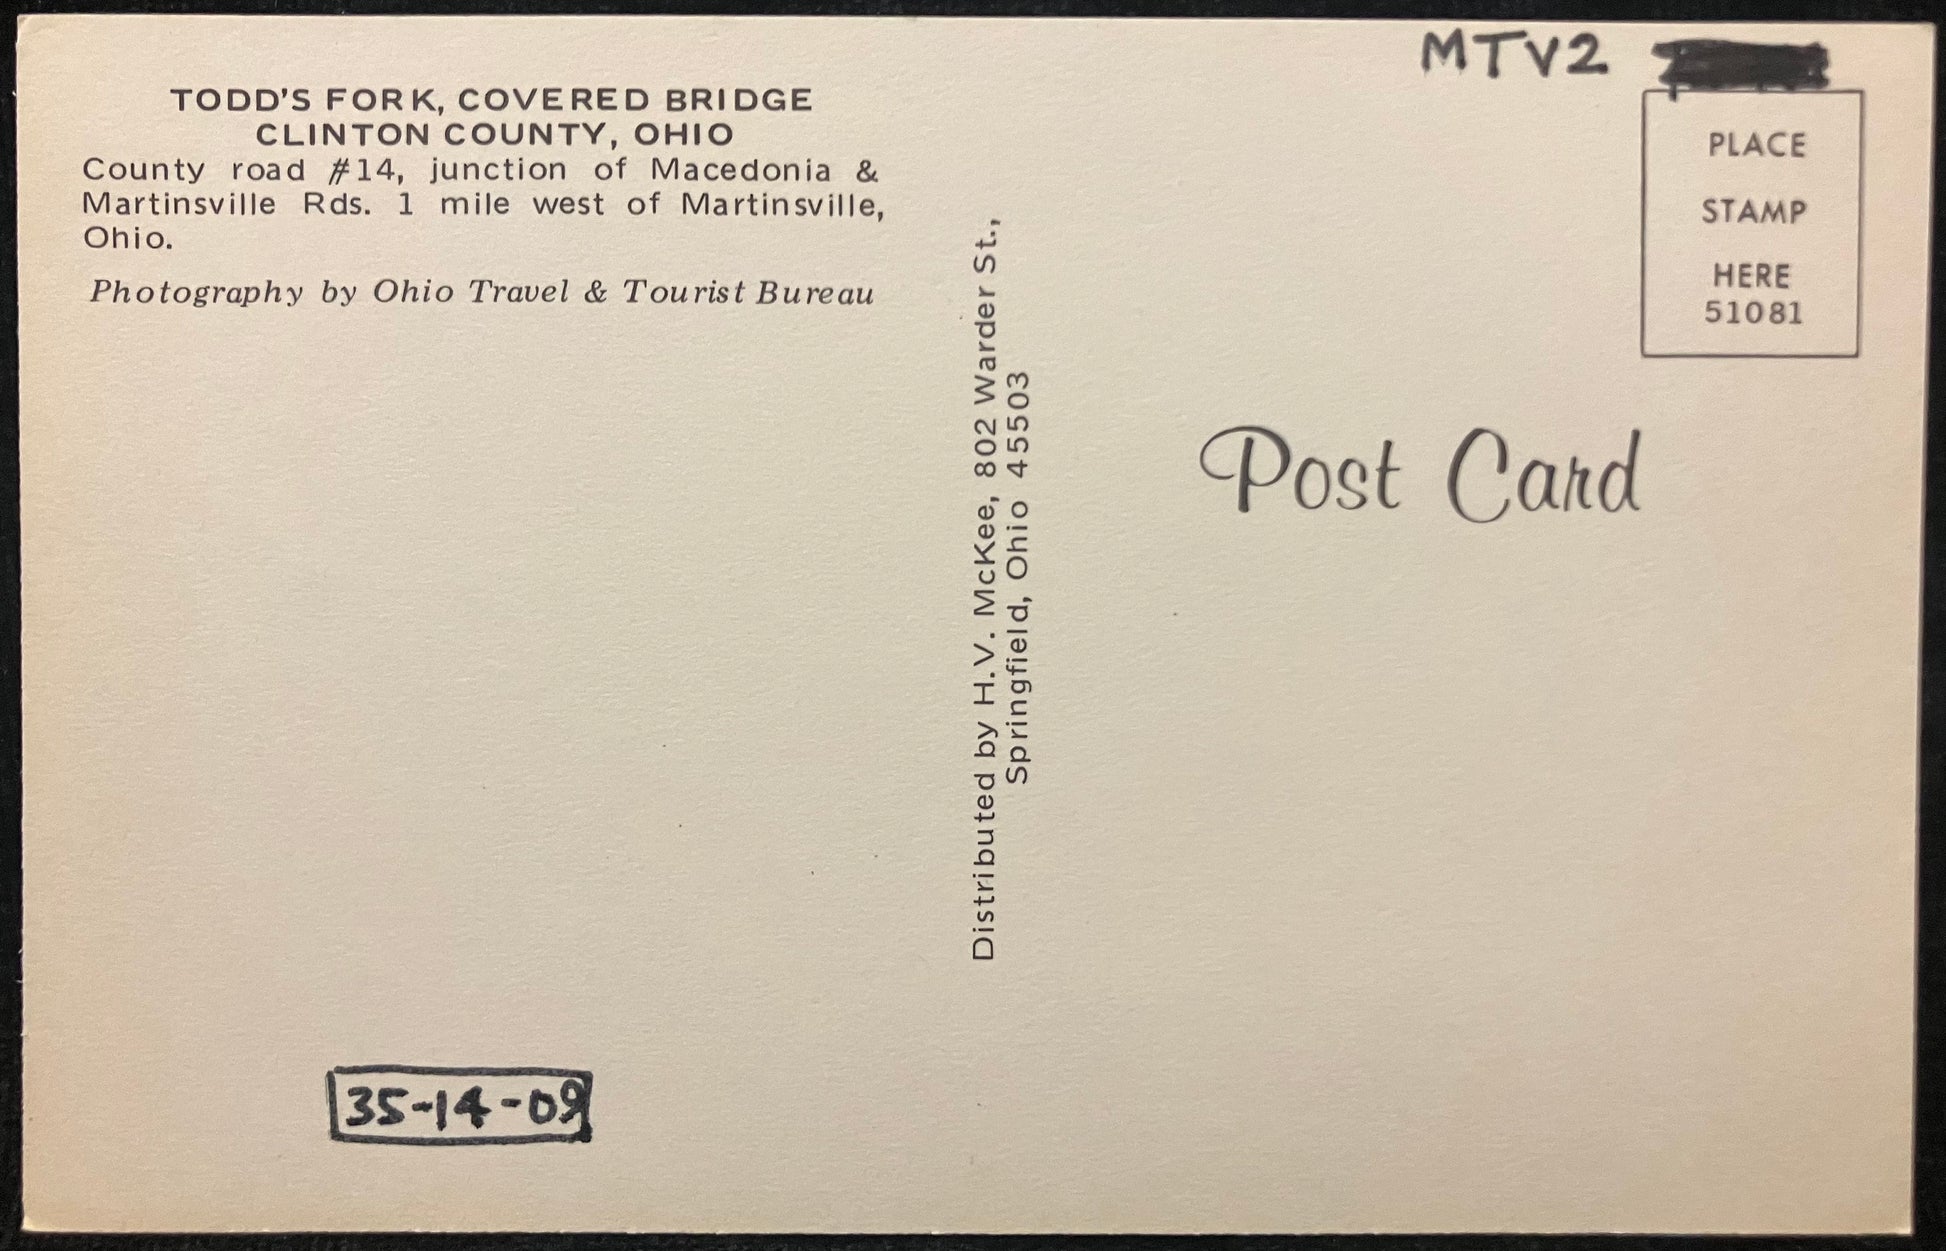 TODD'S FORK, COVERED BRIDGE
CLINTON COUNTY, OHIO
County road #14, junction of Macedonia &
Martinsville Rds. 1 mile west of Martinsville,
Ohio.
Photography by Ohio Travel & Tourist Bureau
35-14-09
Distributed by H.V. McKee, 802 Warder St.,
Springfield, Ohio 45503
MTV2
PLACE
STAMP
HERE
51081
Post Card